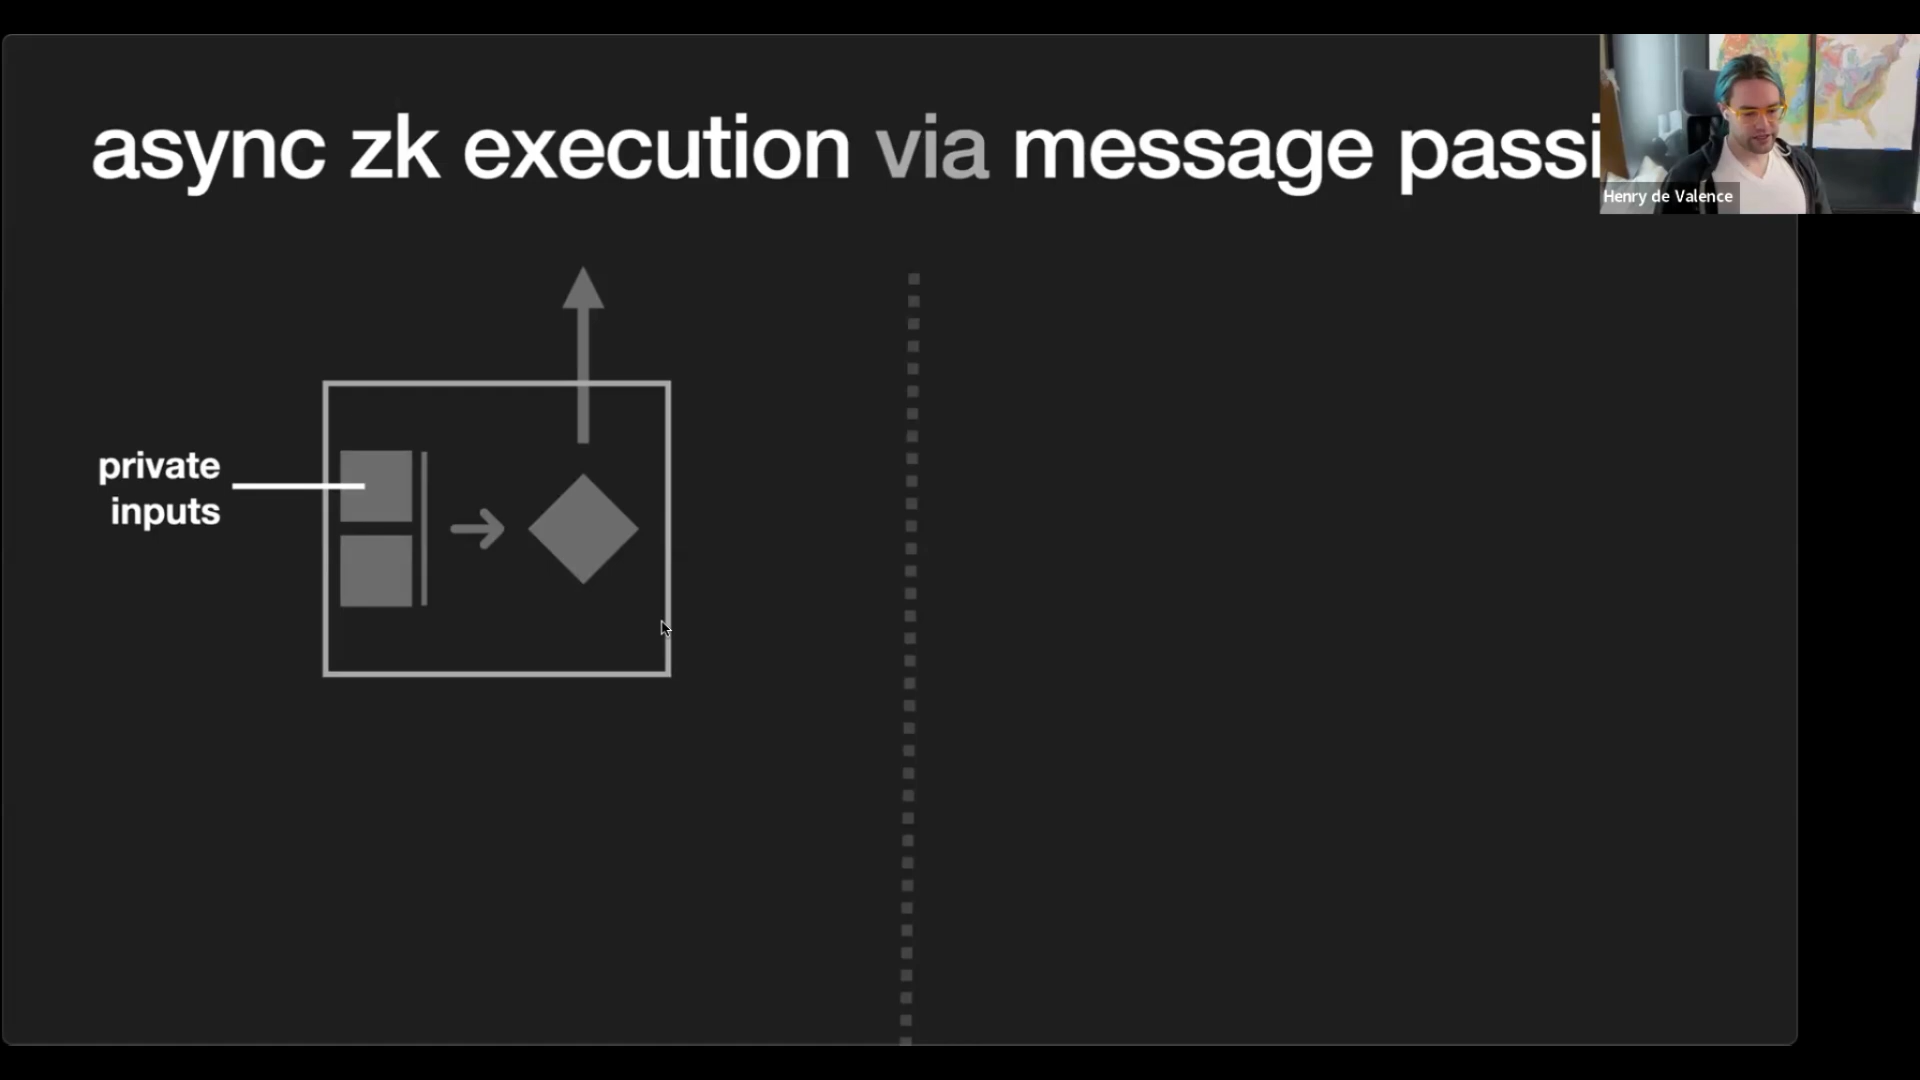 async zk execution via message passi
Henry de Valence
private
inputs